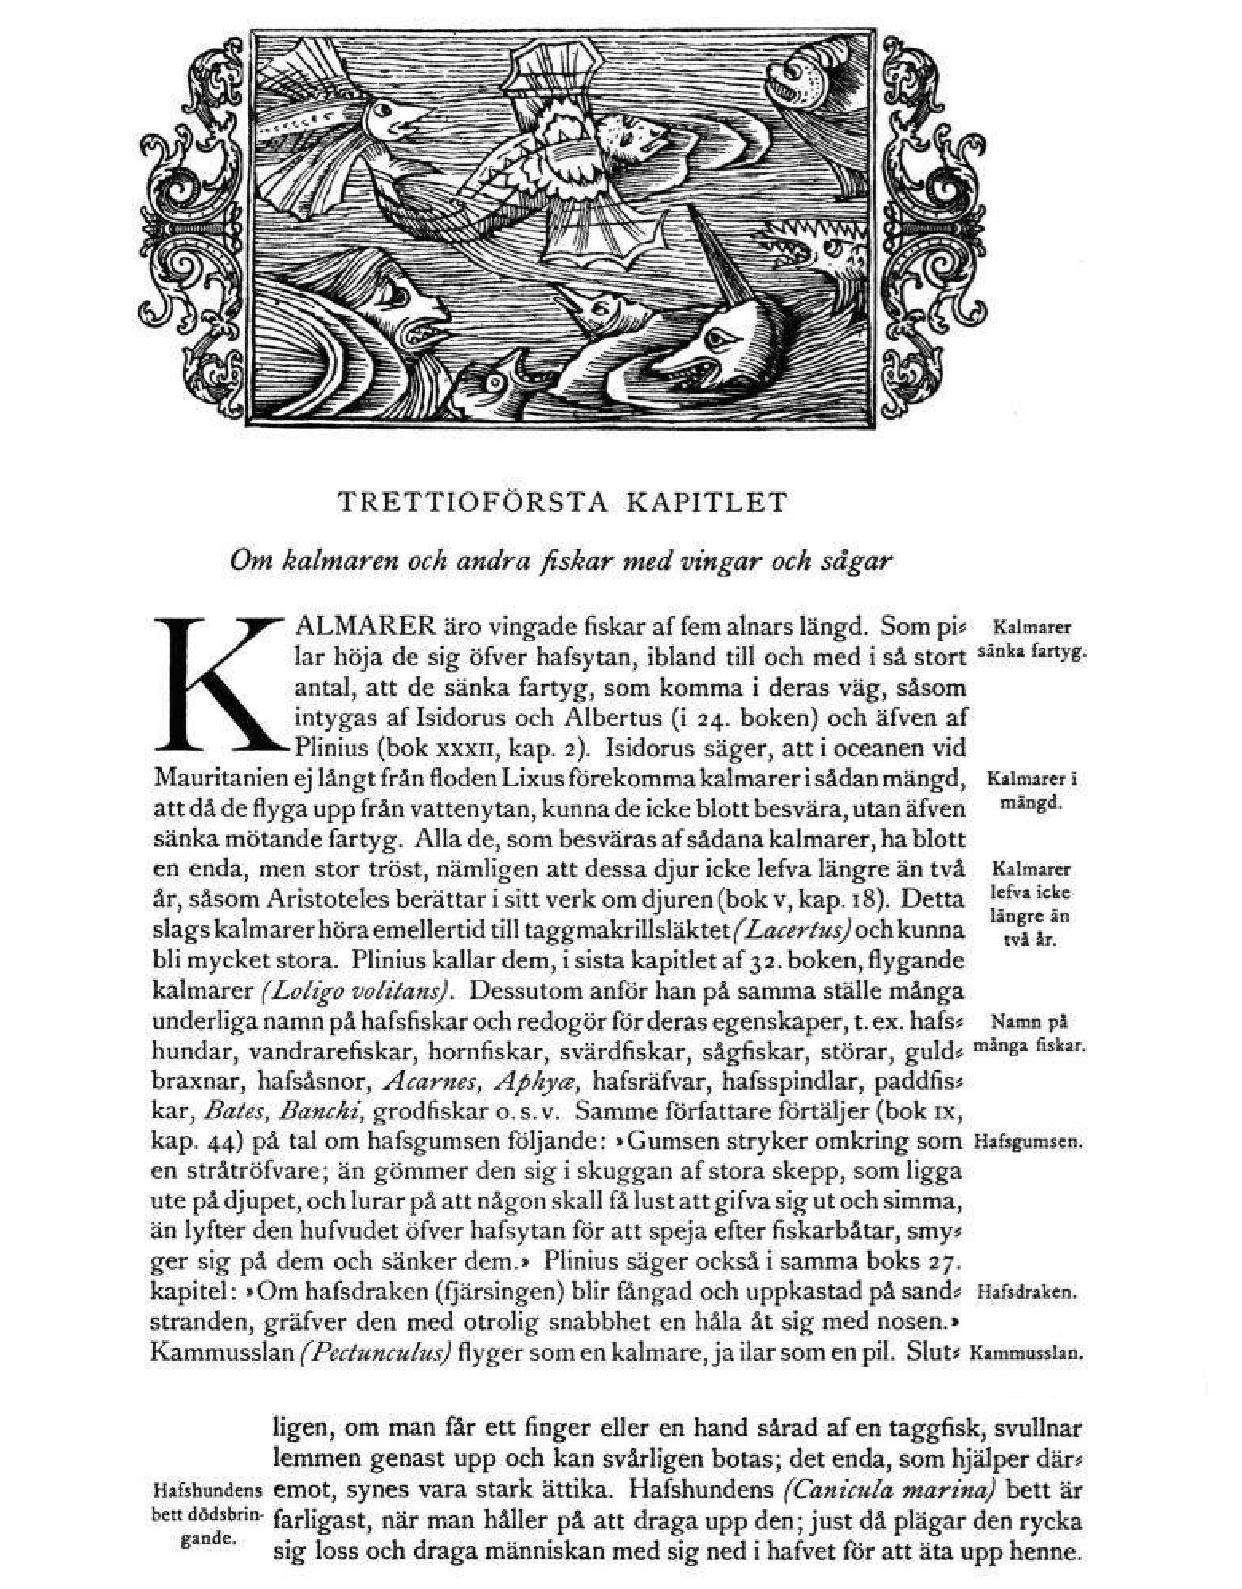 TRETTIOFÖRSTA KAPITLET
Om kalmaren och andra fiskar med vingar och sågar
KALMARER äro vingade fiskar af fem alnars längd. Som pi⸗
lar höja de sig öfver hafsytan, ibland till och med i så stort
antal, att de sänka fartyg, som komma i deras väg, såsom
intygas af Isidorus och Albertus (i 24. boken) och äfven af
Plinius (bok XXXII, kap. 2). Isidorus säger, att i oceanen vid
Mauritanien ej långt från floden Lixus förekomma kalmarer i sådan mängd,
att då de flyga upp från vattenytan, kunna de icke blott besvära, utan äfven
sänka mötande fartyg. Alla de, som besväras af sådana kalmarer, ha blott
en enda, men stor tröst, nämligen att dessa djur icke lefva längre än två
år, såsom Aristoteles berättar i sitt verk om djuren (bok V, kap. 18). Detta
slags kalmarer höra emellertid till taggmakrillsläktet (Lacertus) och kunna
bli mycket stora. Plinius kallar dem, i sista kapitlet af 32. boken, flygande
kalmarer (Loligo volitans). Dessutom anför han på samma ställe många
underliga namn på hafsfiskar och redogör för deras egenskaper, t. ex. hafs⸗
hundar, vandrarefiskar, hornfiskar, svärdfiskar, sågfiskar, störar, guld⸗
braxnar, hafsåsnor, Acarnes, Aphyæ, hafsräfvar, hafsspindlar, paddfis⸗
kar, Bates, Banchi, grodfiskar o. s. v. Samme författare förtäljer (bok IX,
kap. 44) på tal om hafsgumsen följande: »Gumsen stryker omkring som
en stråtröfvare; än gömmer den sig i skuggan af stora skepp, som ligga
ute på djupet, och lurar på att någon skall få lust att gifva sig ut och simma,
än lyfter den hufvudet öfver hafsytan för att speja efter fiskarbåtar, smy⸗
ger sig på dem och sänker dem.» Plinius säger också i samma boks 27.
kapitel: »Om hafsdraken (fjärsingen) blir fångad och uppkastad på sand⸗
stranden, gräfver den med otrolig snabbhet en håla åt sig med nosen.»
Kammusslan (Pectunculus) flyger som en kalmare, ja ilar som en pil. Slut⸗
Kalmarer
sänka fartyg.
Kalmarer i
mängd.
Kalmarer
lefva icke
längre än
två år.
Namn på
många fiskar.
Hafsgumsen.
Hafsdraken.
Kammusslan.
ligen, om man får ett finger eller en hand sårad af en taggfisk, svullnar
lemmen genast upp och kan svårligen botas; det enda, som hjälper där⸗
emot, synes vara stark ättika. Hafshundens (Canicula marina) bett är
farligast, när man håller på att draga upp den; just då plägar den rycka
sig loss och draga människan med sig ned i hafvet för att äta upp henne.
Hafshundens
bett dödsbrin-
gande.